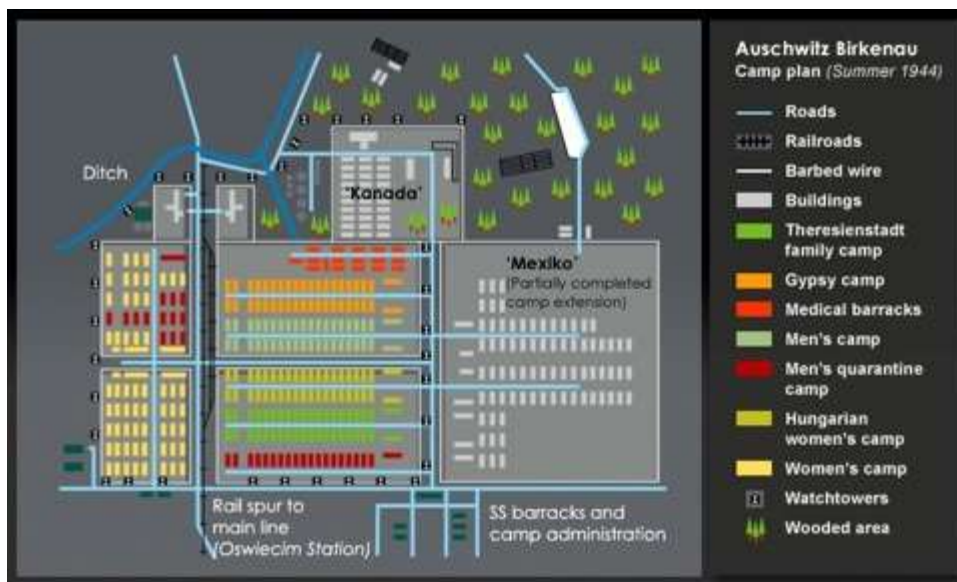 Ditch
'Kanada'
'Mexiko'
(Partially completed
camp extension)
Rail spur to
main line
(Oswiecim Station)
SS barracks and
camp administration
Auschwitz Birkenau
Camp plan (Summer 1944)
Roads
Railroads
Barbed wire
Buildings
Theresienstadt
family camp
Gypsy camp
Medical barracks
Men's camp
Men's quarantine
camp
Hungarian
women's camp
Women's camp
Watchtowers
Wooded area